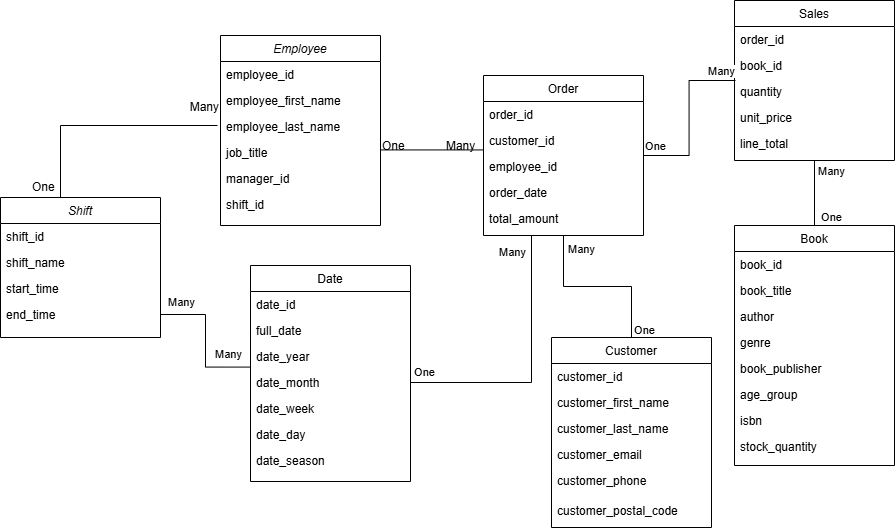 Sales
order_id
book_id
quantity
unit_price
line_total
Many
Many
One
Employee
employee_id
employee_first_name
employee_last_name
job_title
manager_id
shift_id
Many
One
One
Many
Order
order_id
customer_id
employee_id
order_date
total_amount
One
Many
Many
Shift
shift_id
shift_name
start_time
end_time
Many
Many
Date
date_id
full_date
date_year
date_month
date_week
date_day
date_season
One
One
Customer
customer_id
customer_first_name
customer_last_name
customer_email
customer_phone
customer_postal_code
Book
book_id
book_title
author
genre
book_publisher
age_group
isbn
stock_quantity